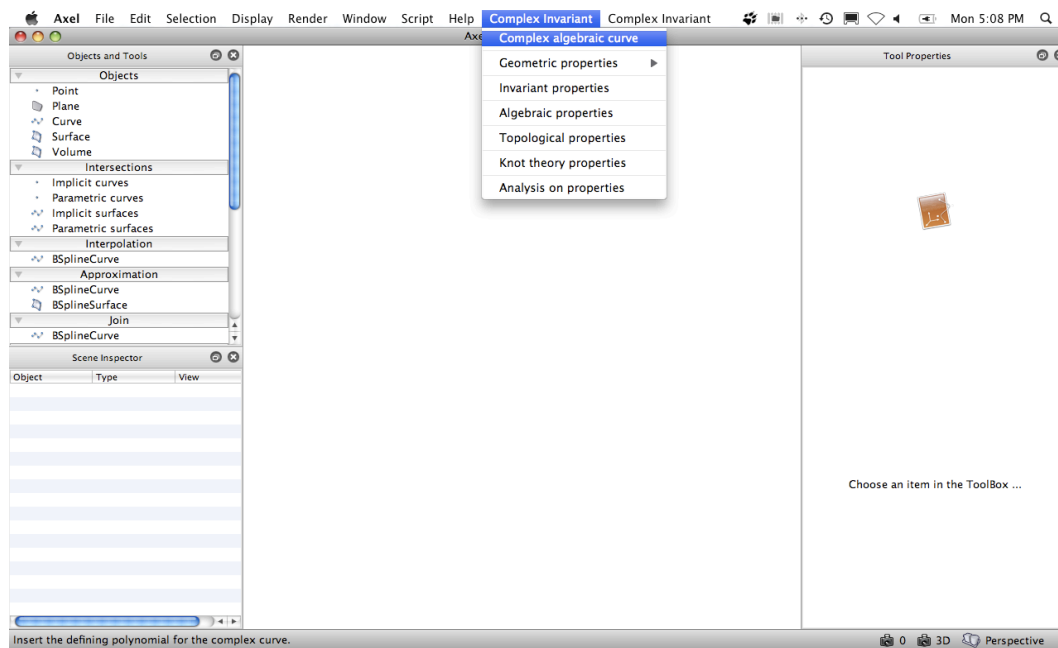 Axel File Edit Selection Display Render Window Script Help Complex Invariant Complex Invariant Mon 5:08 PM
Axe
Complex algebraic curve
Geometric properties
Invariant properties
Algebraic properties
Topological properties
Knot theory properties
Analysis on properties
Objects and Tools
Objects
Point
Plane
Curve
Surface
Volume
Intersections
Implicit curves
Parametric curves
Implicit surfaces
Parametric surfaces
Interpolation
BSplineCurve
Approximation
BSplineCurve
BSplineSurface
Join
BSplineCurve
Scene Inspector
Object Type View
Tool Properties
Choose an item in the ToolBox ...
Insert the defining polynomial for the complex curve.
0 3D Perspective